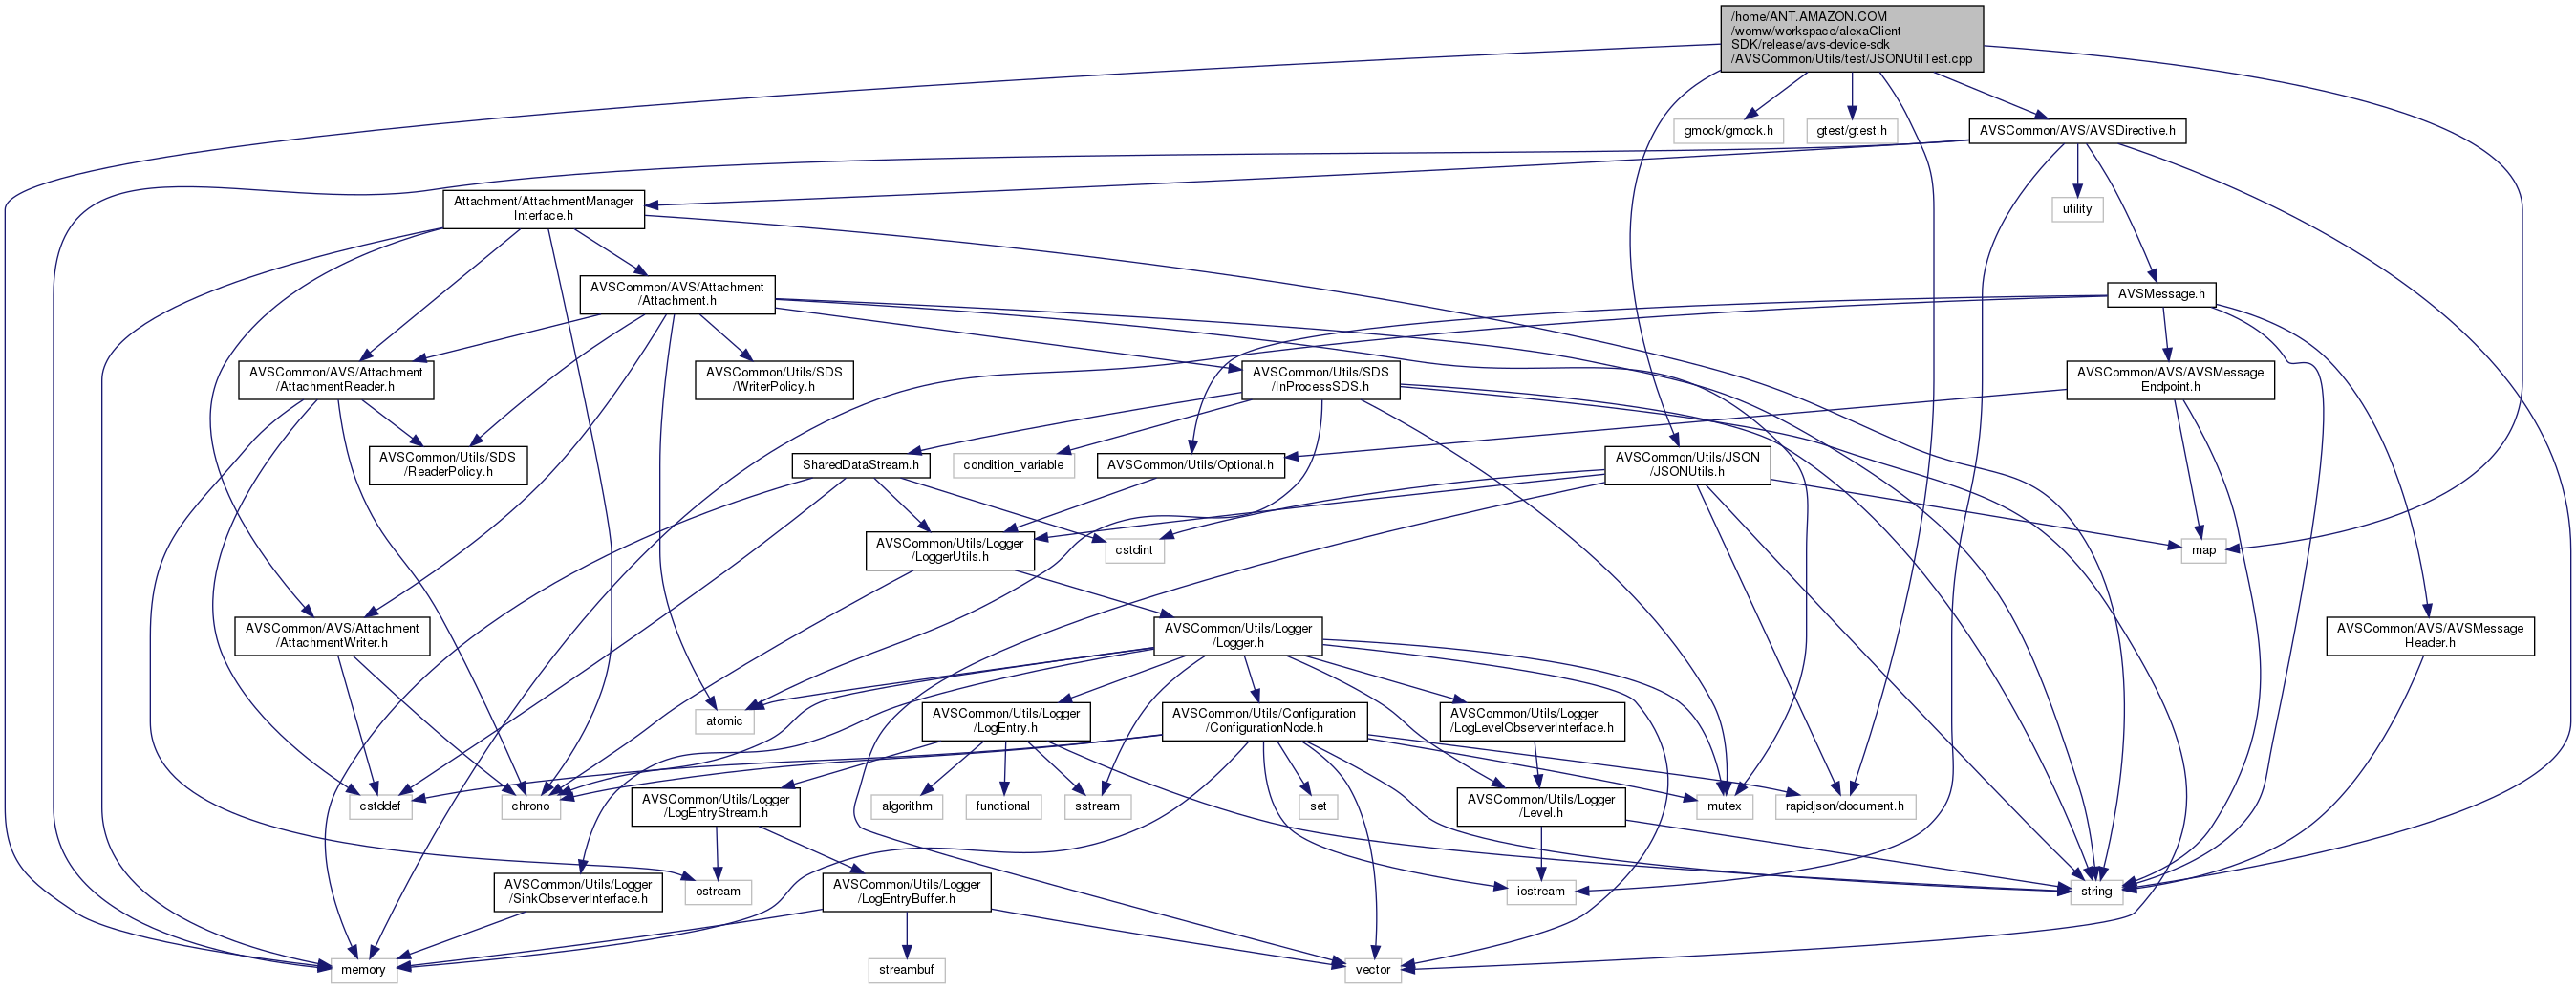 /home/ANT.AMAZON.COM
/womw/workspace/alexaClient
SDK/release/avs-device-sdk
/AVSCommon/Utils/test/JSONUtilTest.cpp
gmock/gmock.h
gtest/gtest.h
AVSCommon/AVS/AVSDirective.h
Attachment/AttachmentManager
Interface.h
utility
AVSCommon/AVS/Attachment
/Attachment.h
AVSMessage.h
AVSCommon/AVS/Attachment
/AttachmentReader.h
AVSCommon/Utils/SDS
/WriterPolicy.h
AVSCommon/Utils/SDS
/InProcessSDS.h
AVSCommon/AVS/AVSMessage
Endpoint.h
AVSCommon/Utils/SDS
/ReaderPolicy.h
SharedDataStream.h
condition_variable
AVSCommon/Utils/Optional.h
AVSCommon/Utils/JSON
/JSONUtils.h
AVSCommon/Utils/Logger
/LoggerUtils.h
cstdint
map
AVSCommon/AVS/Attachment
/AttachmentWriter.h
AVSCommon/Utils/Logger
/Logger.h
AVSCommon/AVS/AVSMessage
Header.h
atomic
AVSCommon/Utils/Logger
/LogEntry.h
AVSCommon/Utils/Configuration
/ConfigurationNode.h
AVSCommon/Utils/Logger
/LogLevelObserverInterface.h
cstddef
chrono
AVSCommon/Utils/Logger
/LogEntryStream.h
algorithm
functional
sstream
set
AVSCommon/Utils/Logger
/Level.h
mutex
rapidjson/document.h
AVSCommon/Utils/Logger
/SinkObserverInterface.h
ostream
AVSCommon/Utils/Logger
/LogEntryBuffer.h
iostream
string
memory
streambuf
vector